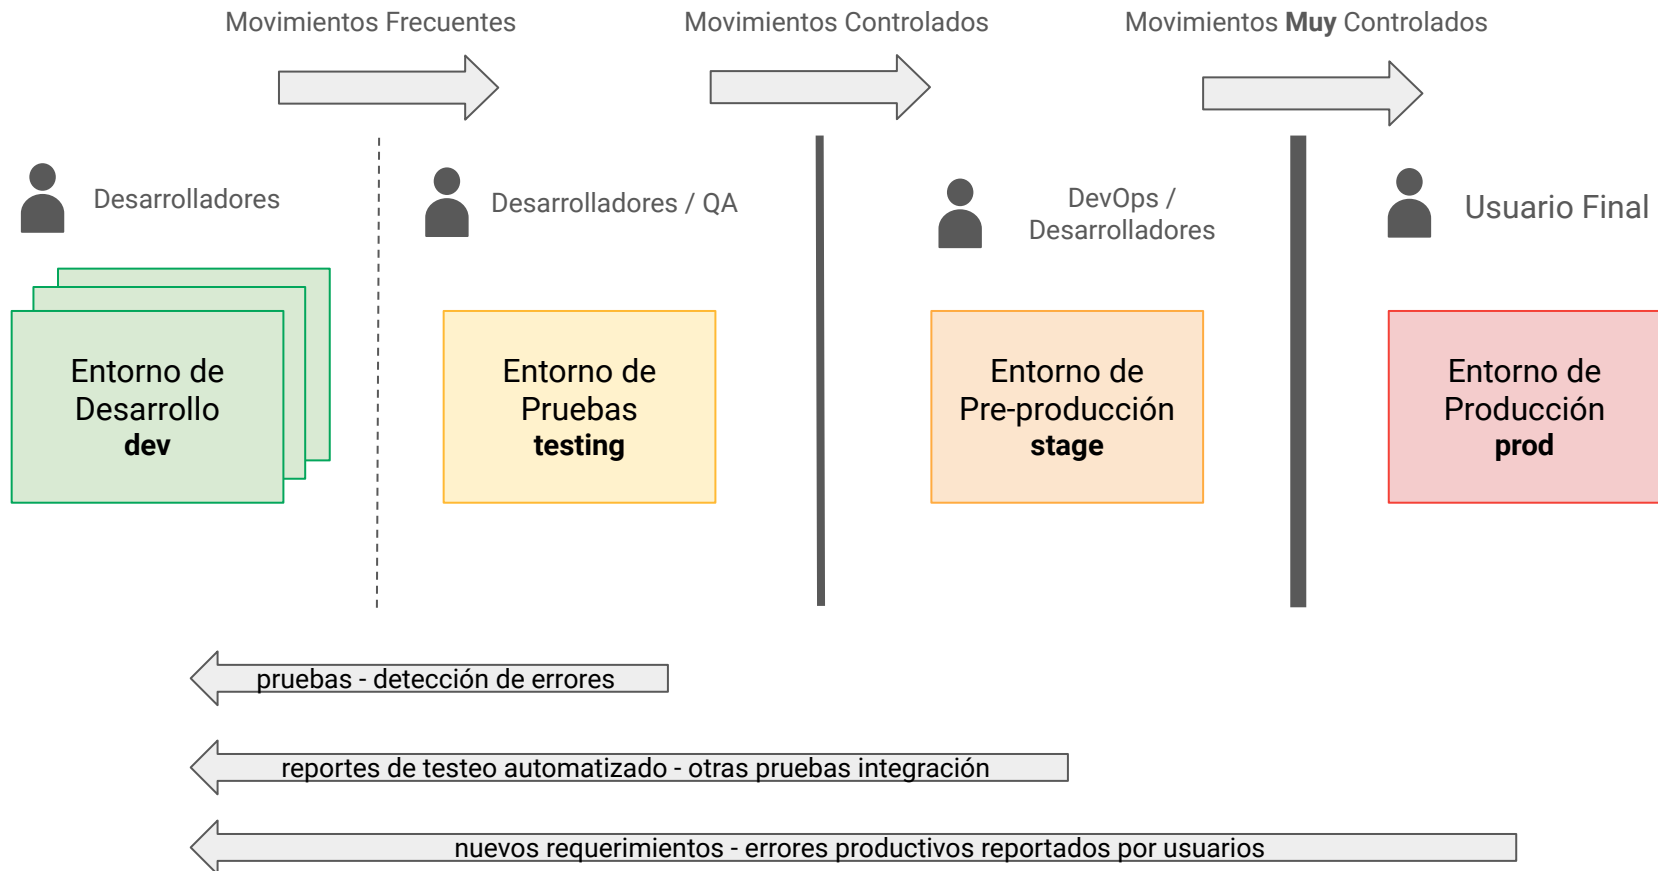 Movimientos Frecuentes
Movimientos Controlados
Movimientos Muy Controlados
Desarrolladores
Desarrolladores / QA
DevOps /
Desarrolladores
Usuario Final
Entorno de
Desarrollo
dev
Entorno de
Pruebas
testing
Entorno de
Pre-producción
stage
Entorno de
Producción
prod
pruebas - detección de errores
reportes de testeo automatizado - otras pruebas integración
nuevos requerimientos - errores productivos reportados por usuarios